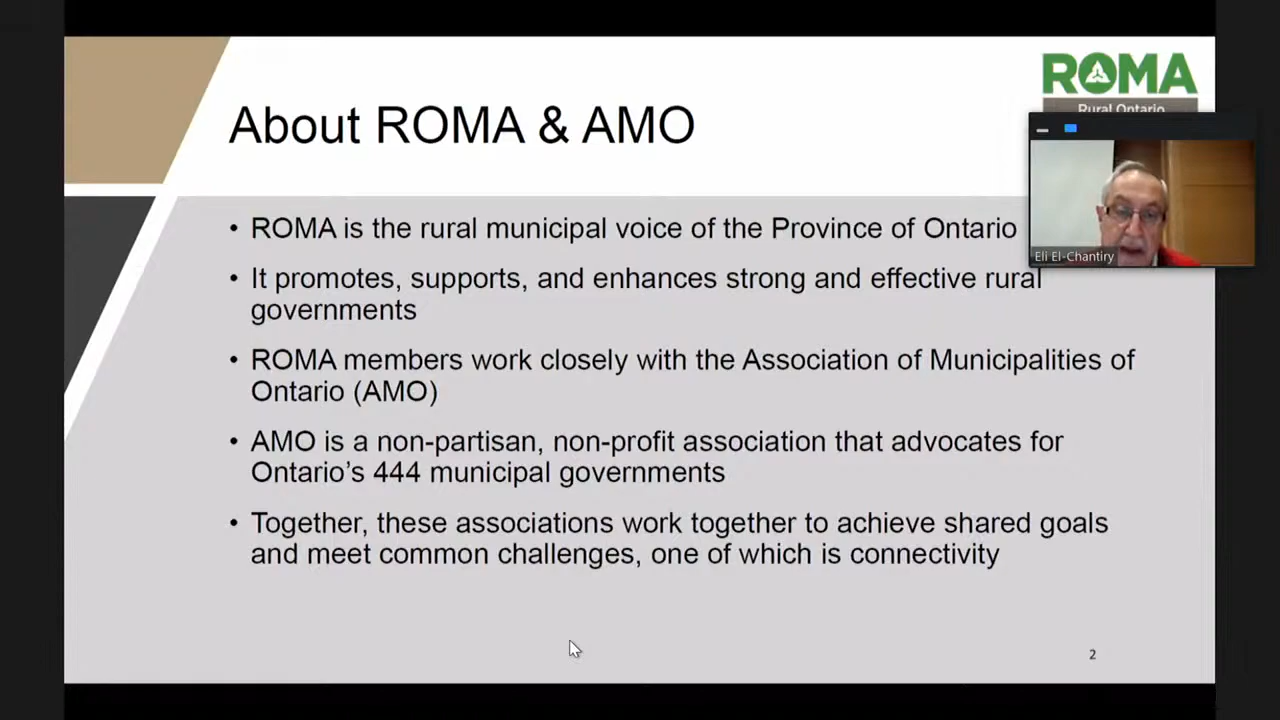 ROMA
Rural Ontario
About ROMA & AMO
Eli El-Chantiry
• ROMA is the rural municipal voice of the Province of Ontario
• It promotes, supports, and enhances strong and effective rural
governments
• ROMA members work closely with the Association of Municipalities of
Ontario (AMO)
• AMO is a non-partisan, non-profit association that advocates for
Ontario’s 444 municipal governments
• Together, these associations work together to achieve shared goals
and meet common challenges, one of which is connectivity
2